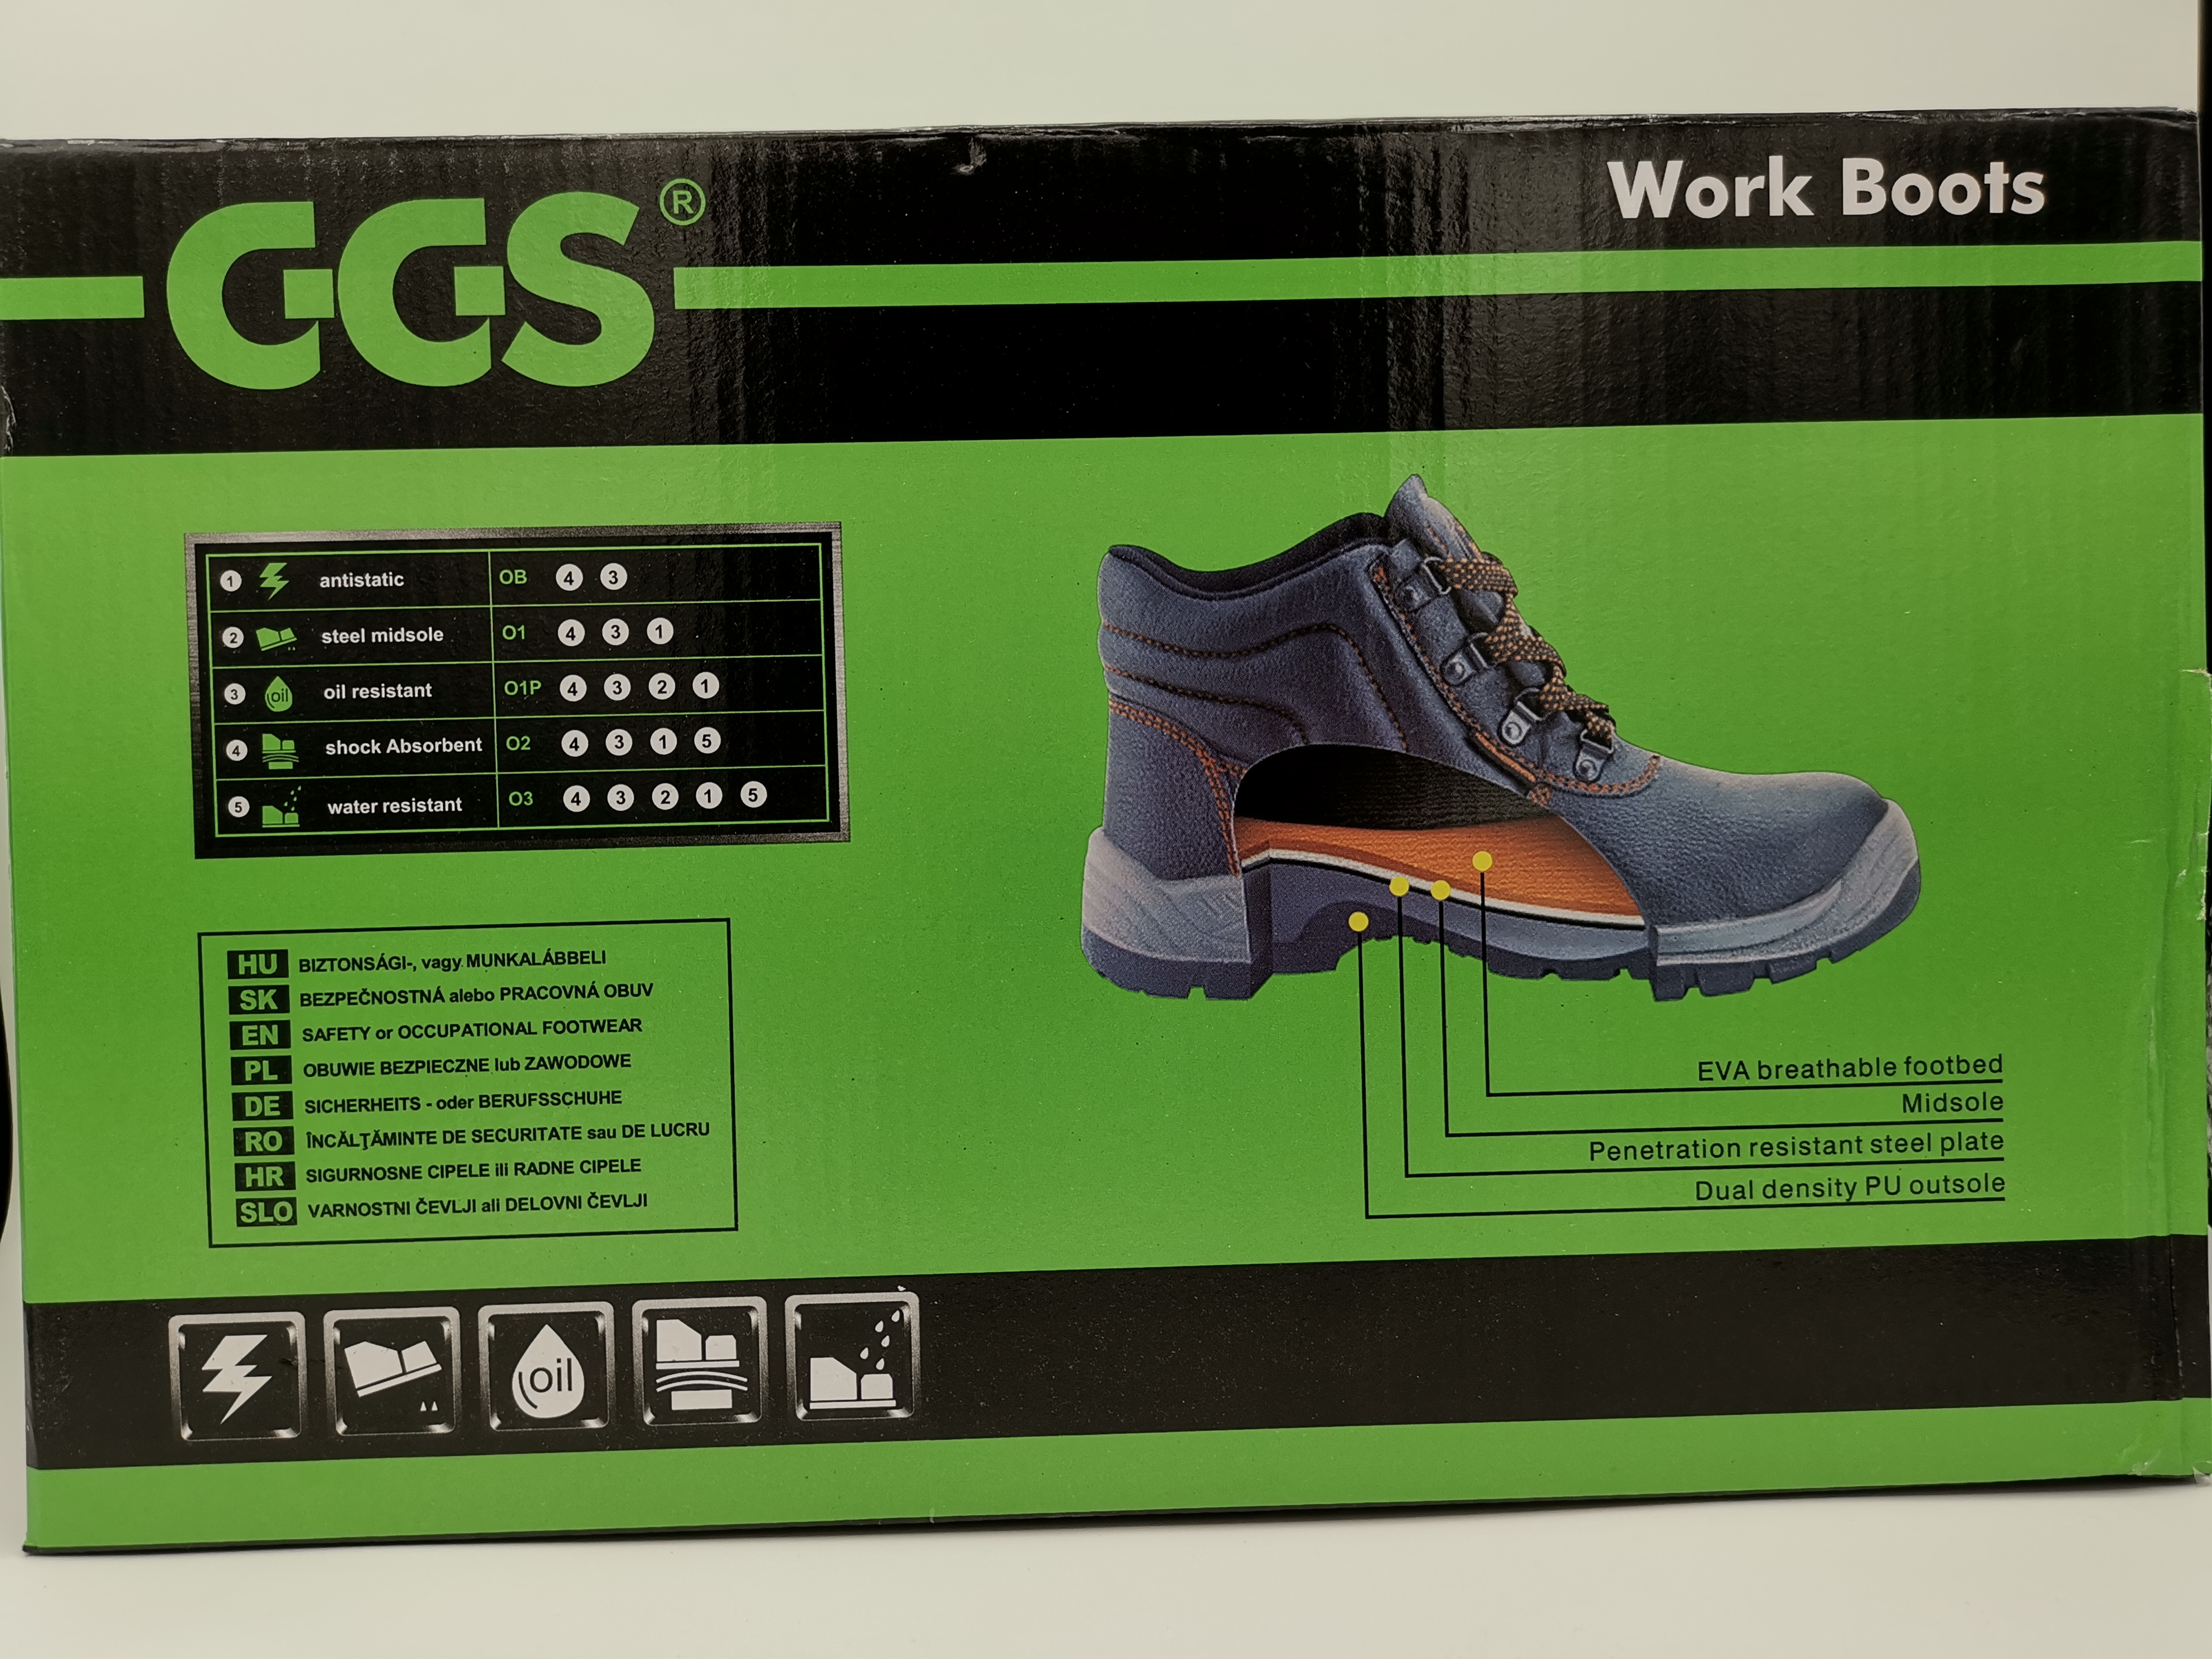 GGS®
Work Boots
1 antistatic OB 4 3
2 steel midsole O1 4 3 1
3 oil oil resistant O1P 4 3 2 1
4 shock Absorbent O2 4 3 1 5
5 water resistant O3 4 3 2 1 5
HU BIZTONSÁGI-, vagy MUNKALÁBBELI
SK BEZPEČNOSTNÁ alebo PRACOVNÁ OBUV
EN SAFETY or OCCUPATIONAL FOOTWEAR
PL OBUWIE BEZPIECZNE lub ZAWODOWE
DE SICHERHEITS - oder BERUFSSCHUHE
RO ÎNCĂLŢĂMINTE DE SECURITATE sau DE LUCRU
HR SIGURNOSNE CIPELE ili RADNE CIPELE
SLO VARNOSTNI ČEVLJI ali DELOVNI ČEVLJI
EVA breathable footbed
Midsole
Penetration resistant steel plate
Dual density PU outsole
oil